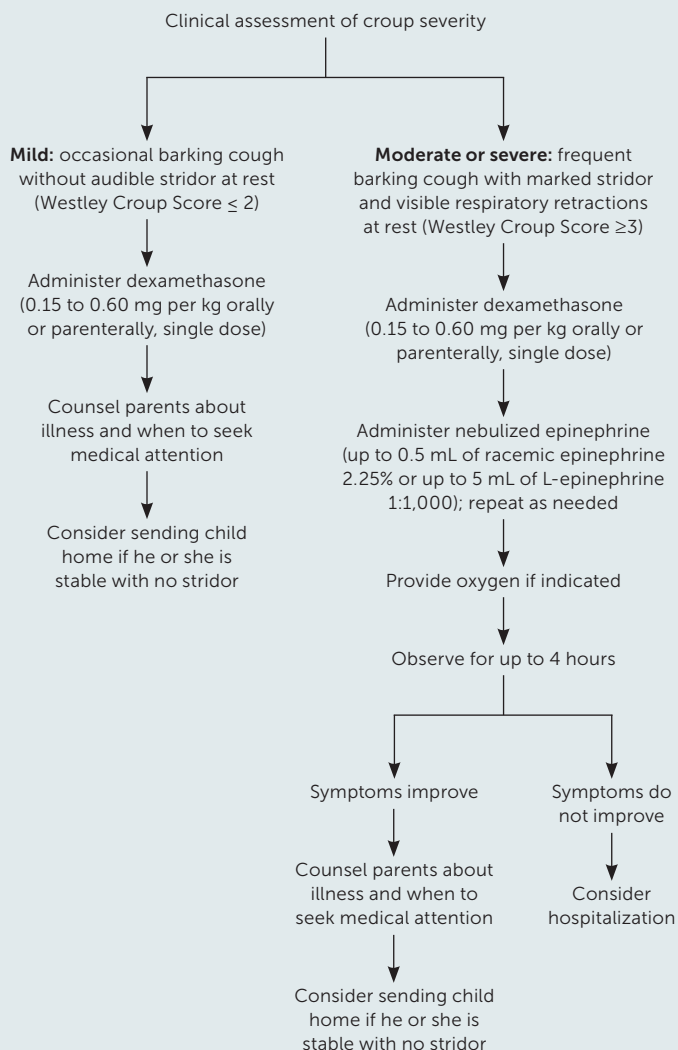 Clinical assessment of croup severity
Mild: occasional barking cough
without audible stridor at rest
(Westley Croup Score ≤ 2)
Administer dexamethasone
(0.15 to 0.60 mg per kg orally
or parenterally, single dose)
Counsel parents about
illness and when to seek
medical attention
Consider sending child
home if he or she is
stable with no stridor
Moderate or severe: frequent
barking cough with marked stridor
and visible respiratory retractions
at rest (Westley Croup Score ≥3)
Administer dexamethasone
(0.15 to 0.60 mg per kg orally or
parenterally, single dose)
Administer nebulized epinephrine
(up to 0.5 mL of racemic epinephrine
2.25% or up to 5 mL of L-epinephrine
1:1,000); repeat as needed
Provide oxygen if indicated
Observe for up to 4 hours
Symptoms improve
Counsel parents about
illness and when to
seek medical attention
Consider sending child
home if he or she is
stable with no stridor
Symptoms do
not improve
Consider
hospitalization